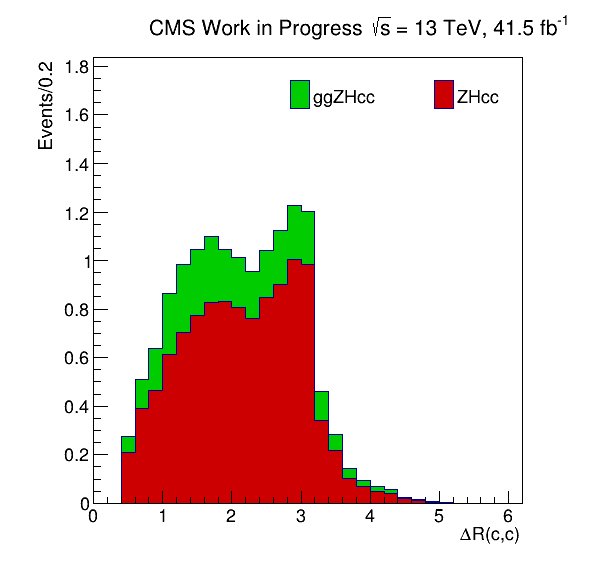 CMS Work in Progress √s = 13 TeV, 41.5 fb⁻¹
Events/0.2
ggZHcc ZHcc
1.8
1.6
1.4
1.2
1
0.8
0.6
0.4
0.2
0
0 1 2 3 4 5 6
ΔR(c,c)